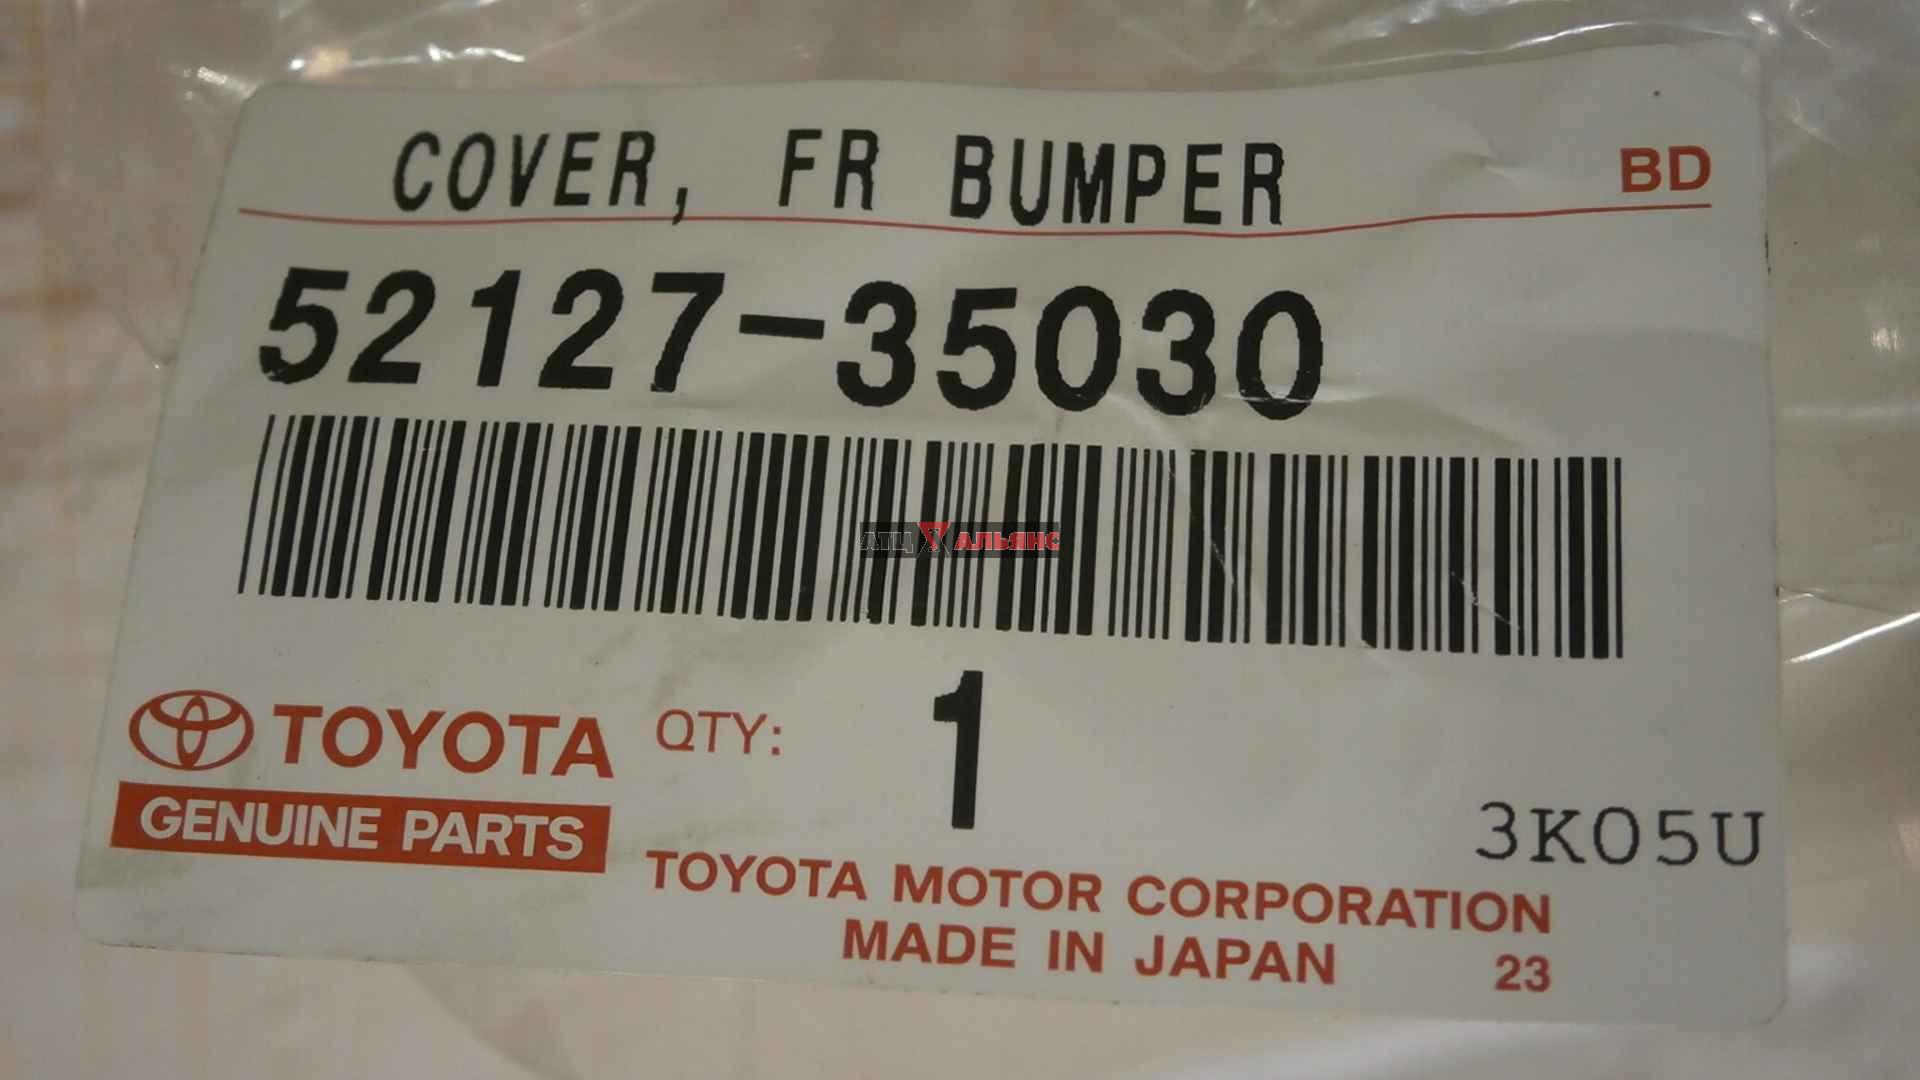 COVER, FR BUMPER
BD
52127-35030
АТЦ АЛЬЯНС
TOYOTA
QTY: 1
GENUINE PARTS
3K05U
TOYOTA MOTOR CORPORATION
MADE IN JAPAN 23